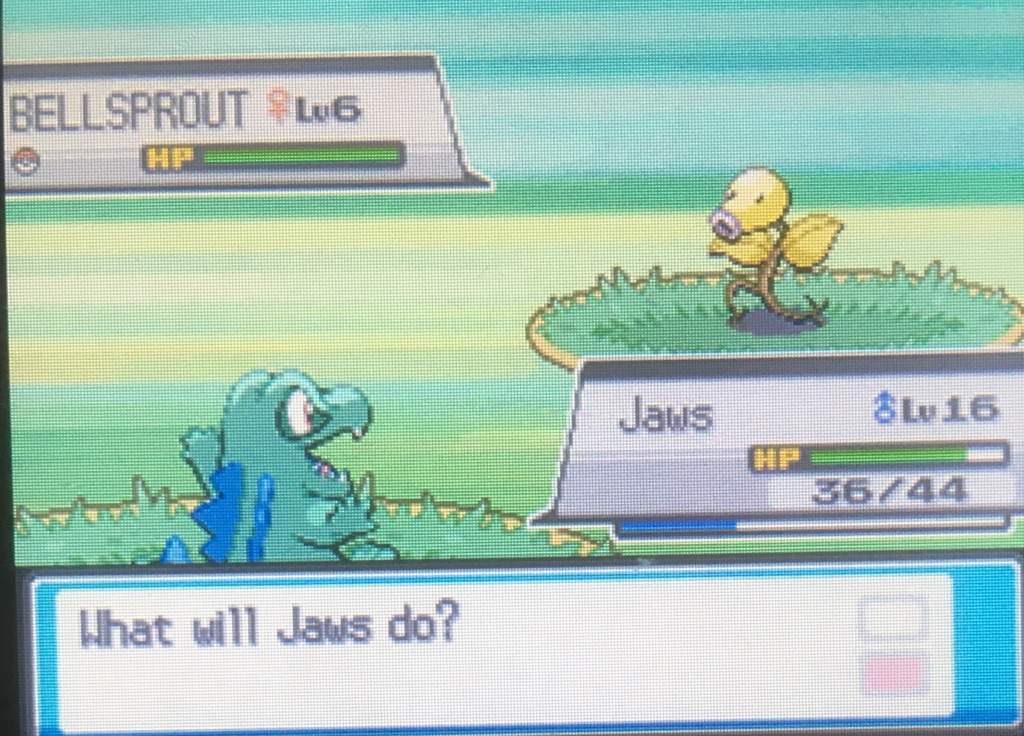 BELLSPROUT ♀ Lv6
HP
Jaws ♂ Lv16
HP
36/44
What will Jaws do?